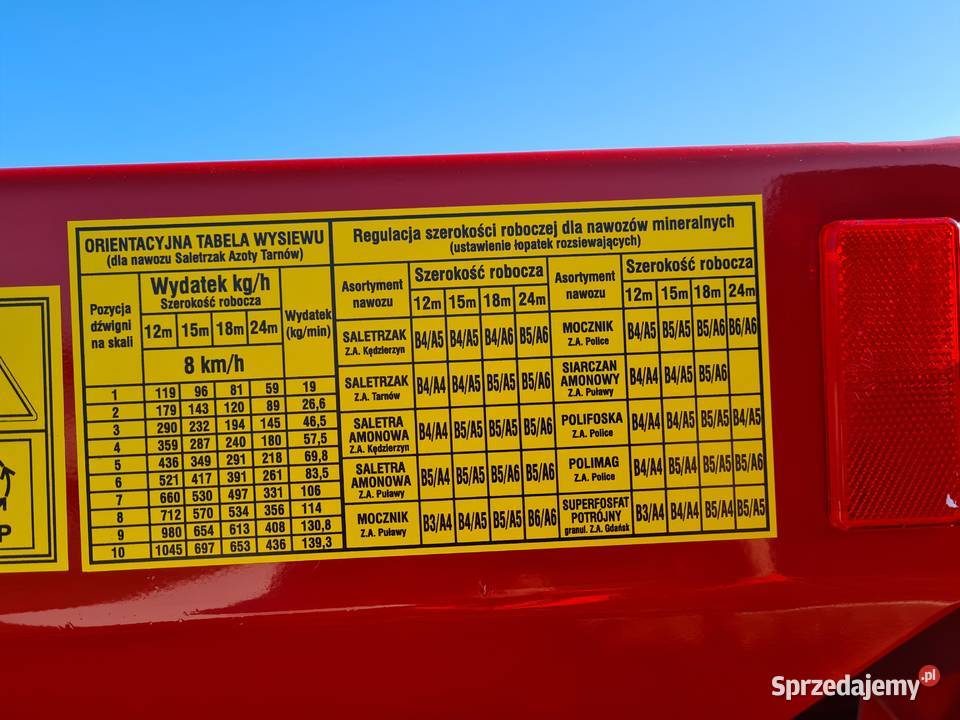 ORIENTACYJNA TABELA WYSIEWU
(dla nawozu Saletrzak Azoty Tarnów)
Pozycja dźwigni na skali
Wydatek kg/h
Szerokość robocza
12m 15m 18m 24m
8 km/h
Wydatek (kg/min)
1 119 96 81 59 19
2 179 143 120 89 26,6
3 290 232 194 145 46,5
4 359 287 240 180 57,5
5 436 349 291 218 69,8
6 521 417 391 261 83,5
7 660 530 497 331 106
8 712 570 534 356 114
9 980 654 613 408 130,8
10 1045 697 653 436 139,3
Regulacja szerokości roboczej dla nawozów mineralnych
(ustawienie łopatek rozsiewających)
Asortyment nawozu
Szerokość robocza
12m 15m 18m 24m
SALETRZAK Z.A. Kędzierzyn B4/A5 B4/A5 B4/A6 B5/A6
SALETRZAK Z.A. Tarnów B4/A4 B5/A5 B5/A5 B5/A6
SALETRA AMONOWA Z.A. Kędzierzyn B4/A4 B5/A5 B5/A5 B5/A6
SALETRA AMONOWA Z.A. Puławy B5/A4 B5/A5 B5/A6 B5/A6
MOCZNIK Z.A. Puławy B3/A4 B4/A5 B5/A5 B6/A6
Asortyment nawozu
Szerokość robocza
12m 15m 18m 24m
MOCZNIK Z.A. Police B4/A5 B5/A5 B5/A6 B6/A6
SIARCZAN AMONOWY Z.A. Puławy B4/A4 B4/A5 B5/A6
POLIFOSKA Z.A. Police B4/A4 B4/A5 B5/A5 B4/A5
POLIMAG Z.A. Police B4/A4 B5/A4 B5/A5 B5/A6
SUPERFOSFAT POTRÓJNY granul. Z.A. Gdańsk B3/A4 B4/A4 B5/A4 B5/A5
P
Sprzedajemy.pl